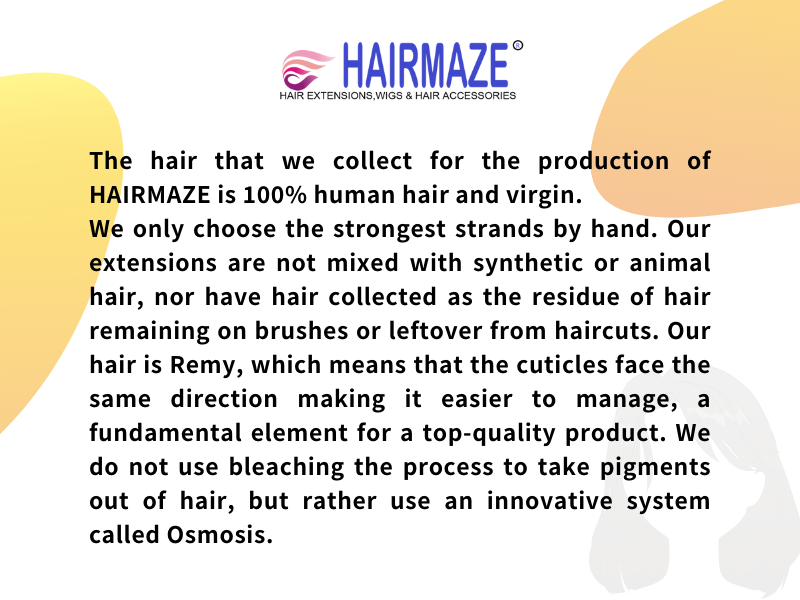 HAIRMAZE ®
HAIR EXTENSIONS,WIGS & HAIR ACCESSORIES
The hair that we collect for the production of
HAIRMAZE is 100% human hair and virgin.
We only choose the strongest strands by hand. Our
extensions are not mixed with synthetic or animal
hair, nor have hair collected as the residue of hair
remaining on brushes or leftover from haircuts. Our
hair is Remy, which means that the cuticles face the
same direction making it easier to manage, a
fundamental element for a top-quality product. We
do not use bleaching the process to take pigments
out of hair, but rather use an innovative system
called Osmosis.